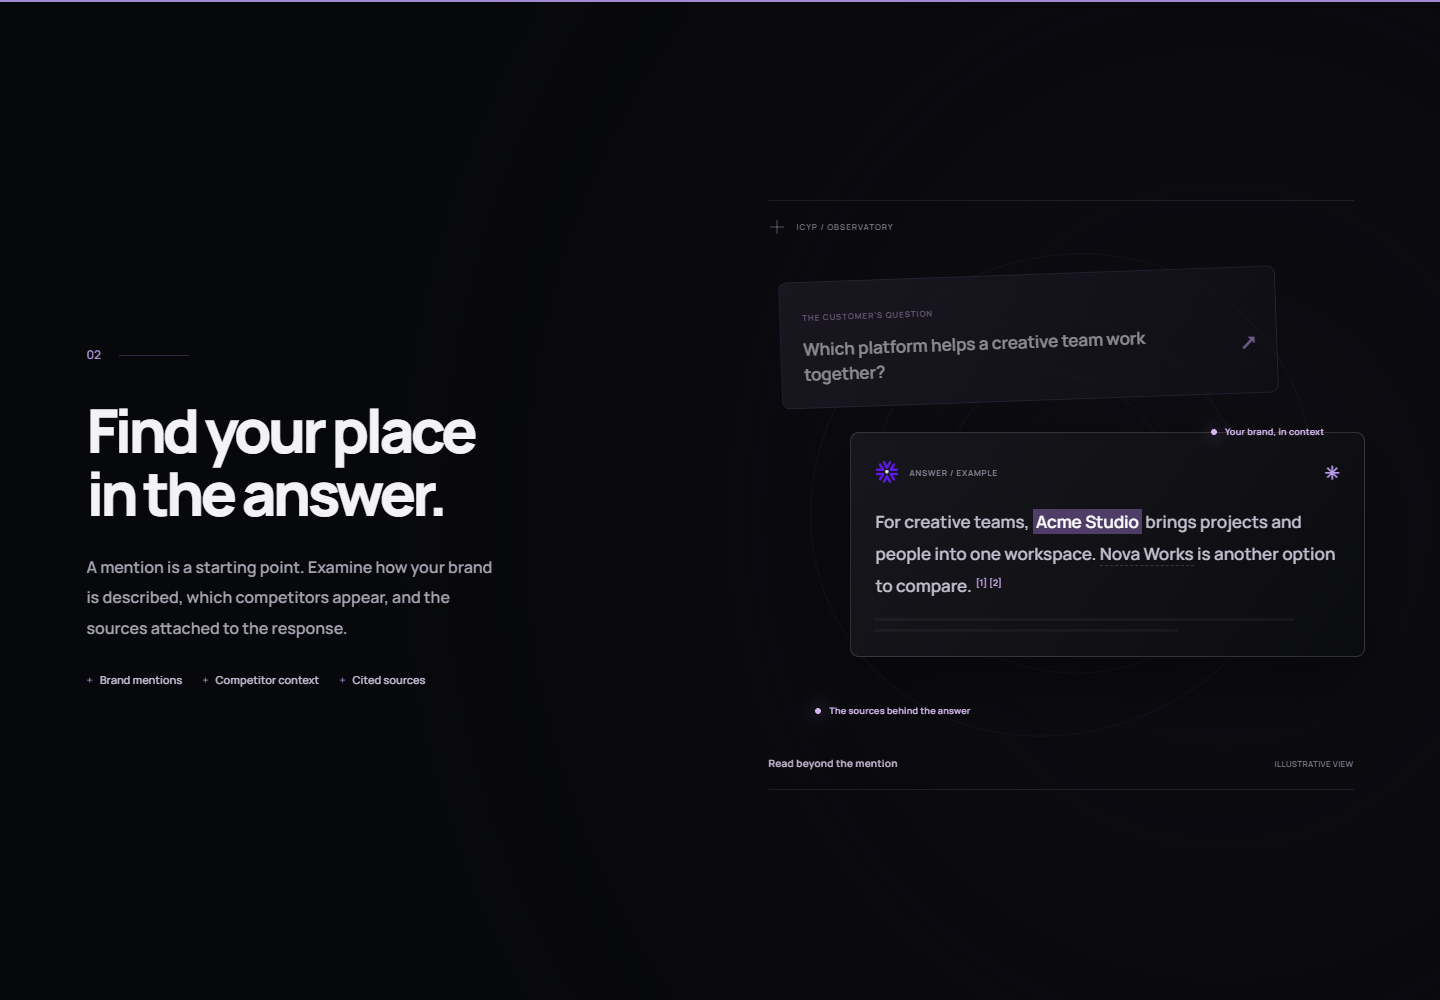 02
Find your place
in the answer.
A mention is a starting point. Examine how your brand
is described, which competitors appear, and the
sources attached to the response.
+ Brand mentions + Competitor context + Cited sources
ICYP / OBSERVATORY
THE CUSTOMER'S QUESTION
Which platform helps a creative team work
together?
Your brand, in context
ANSWER / EXAMPLE
For creative teams, Acme Studio brings projects and
people into one workspace. Nova Works is another option
to compare. [1] [2]
The sources behind the answer
Read beyond the mention
ILLUSTRATIVE VIEW